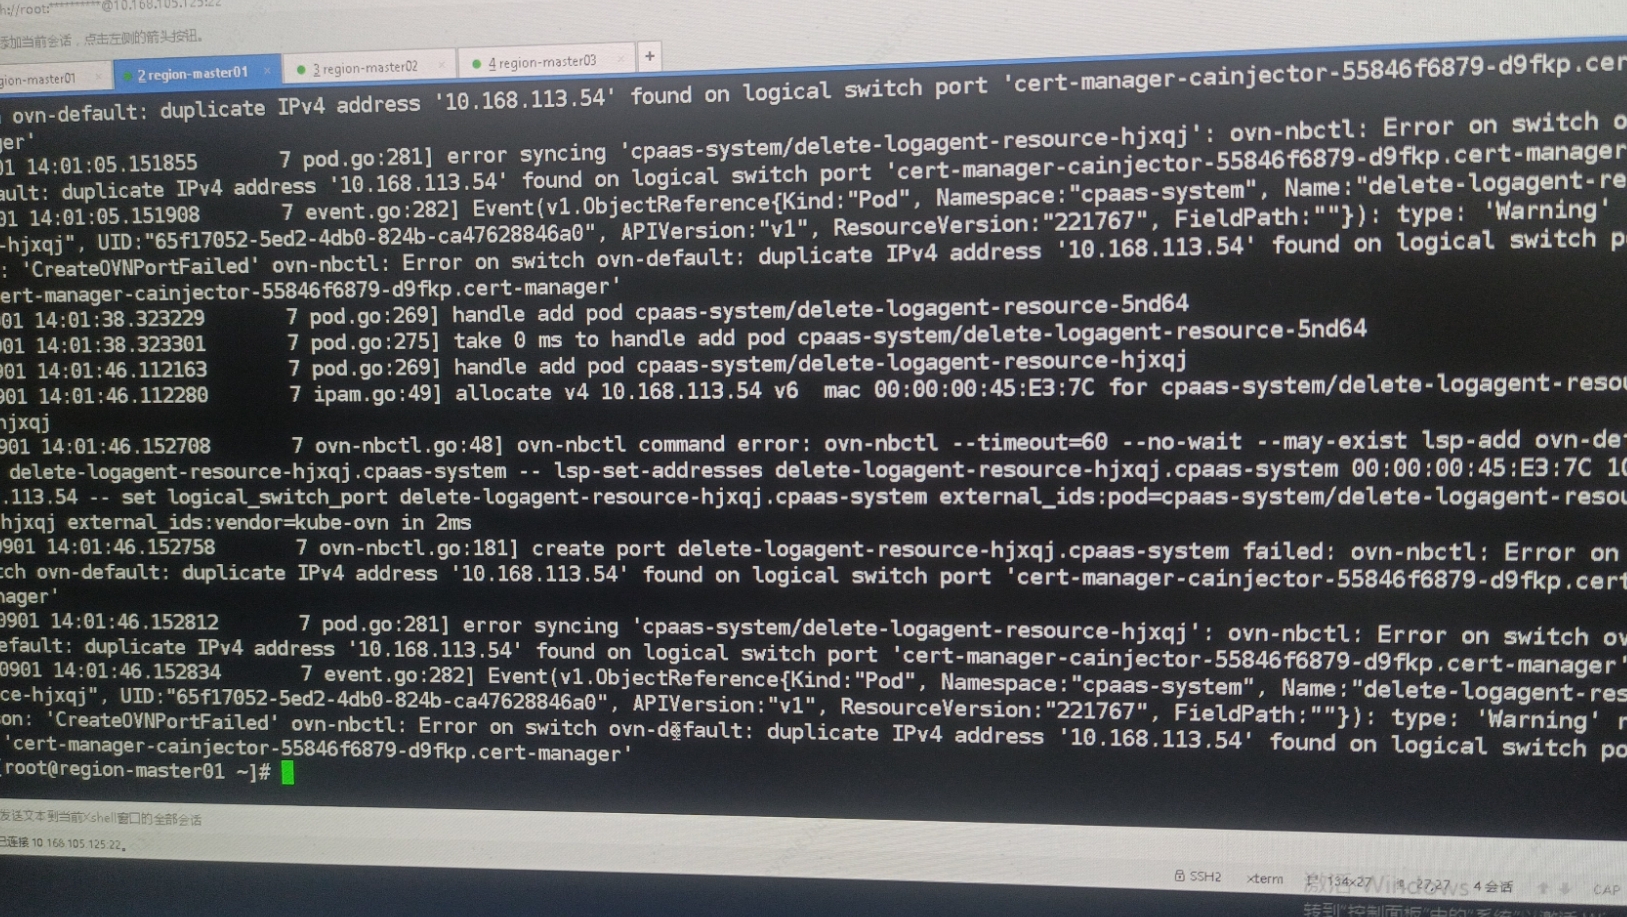 h://root:**********@10.168.105.125:22
添加当前会话，点击左侧的箭头按钮。
gion-master01 × 2 region-master01 × 3 region-master02 × 4 region-master03 × +
ovn-default: duplicate IPv4 address '10.168.113.54' found on logical switch port 'cert-manager-cainjector-55846f6879-d9fkp.cer
ger'
01 14:01:05.151855 7 pod.go:281] error syncing 'cpaas-system/delete-logagent-resource-hjxqj': ovn-nbctl: Error on switch o
ault: duplicate IPv4 address '10.168.113.54' found on logical switch port 'cert-manager-cainjector-55846f6879-d9fkp.cert-manager
01 14:01:05.151908 7 event.go:282] Event(v1.ObjectReference{Kind:"Pod", Namespace:"cpaas-system", Name:"delete-logagent-re
-hjxqj", UID:"65f17052-5ed2-4db0-824b-ca47628846a0", APIVersion:"v1", ResourceVersion:"221767", FieldPath:""}): type: 'Warning'
: 'CreateOVNPortFailed' ovn-nbctl: Error on switch ovn-default: duplicate IPv4 address '10.168.113.54' found on logical switch p
ert-manager-cainjector-55846f6879-d9fkp.cert-manager'
01 14:01:38.323229 7 pod.go:269] handle add pod cpaas-system/delete-logagent-resource-5nd64
01 14:01:38.323301 7 pod.go:275] take 0 ms to handle add pod cpaas-system/delete-logagent-resource-5nd64
01 14:01:46.112163 7 pod.go:269] handle add pod cpaas-system/delete-logagent-resource-hjxqj
901 14:01:46.112280 7 ipam.go:49] allocate v4 10.168.113.54 v6 mac 00:00:00:45:E3:7C for cpaas-system/delete-logagent-resou
hjxqj
901 14:01:46.152708 7 ovn-nbctl.go:48] ovn-nbctl command error: ovn-nbctl --timeout=60 --no-wait --may-exist lsp-add ovn-def
delete-logagent-resource-hjxqj.cpaas-system -- lsp-set-addresses delete-logagent-resource-hjxqj.cpaas-system 00:00:00:45:E3:7C 10
.113.54 -- set logical_switch_port delete-logagent-resource-hjxqj.cpaas-system external_ids:pod=cpaas-system/delete-logagent-resou
hjxqj external_ids:vendor=kube-ovn in 2ms
0901 14:01:46.152758 7 ovn-nbctl.go:181] create port delete-logagent-resource-hjxqj.cpaas-system failed: ovn-nbctl: Error on
tch ovn-default: duplicate IPv4 address '10.168.113.54' found on logical switch port 'cert-manager-cainjector-55846f6879-d9fkp.cert
nager'
0901 14:01:46.152812 7 pod.go:281] error syncing 'cpaas-system/delete-logagent-resource-hjxqj': ovn-nbctl: Error on switch ov
efault: duplicate IPv4 address '10.168.113.54' found on logical switch port 'cert-manager-cainjector-55846f6879-d9fkp.cert-manager'
0901 14:01:46.152834 7 event.go:282] Event(v1.ObjectReference{Kind:"Pod", Namespace:"cpaas-system", Name:"delete-logagent-res
ce-hjxqj", UID:"65f17052-5ed2-4db0-824b-ca47628846a0", APIVersion:"v1", ResourceVersion:"221767", FieldPath:""}): type: 'Warning' r
on: 'CreateOVNPortFailed' ovn-nbctl: Error on switch ovn-default: duplicate IPv4 address '10.168.113.54' found on logical switch po
'cert-manager-cainjector-55846f6879-d9fkp.cert-manager'
[root@region-master01 ~]#
发送文本到当前Xshell窗口的全部会话
已连接 10.168.105.125:22。
SSH2 xterm 134×27 27,27 4 会话 CAP
激活 Windows
转到"控制面板"中的"系统"